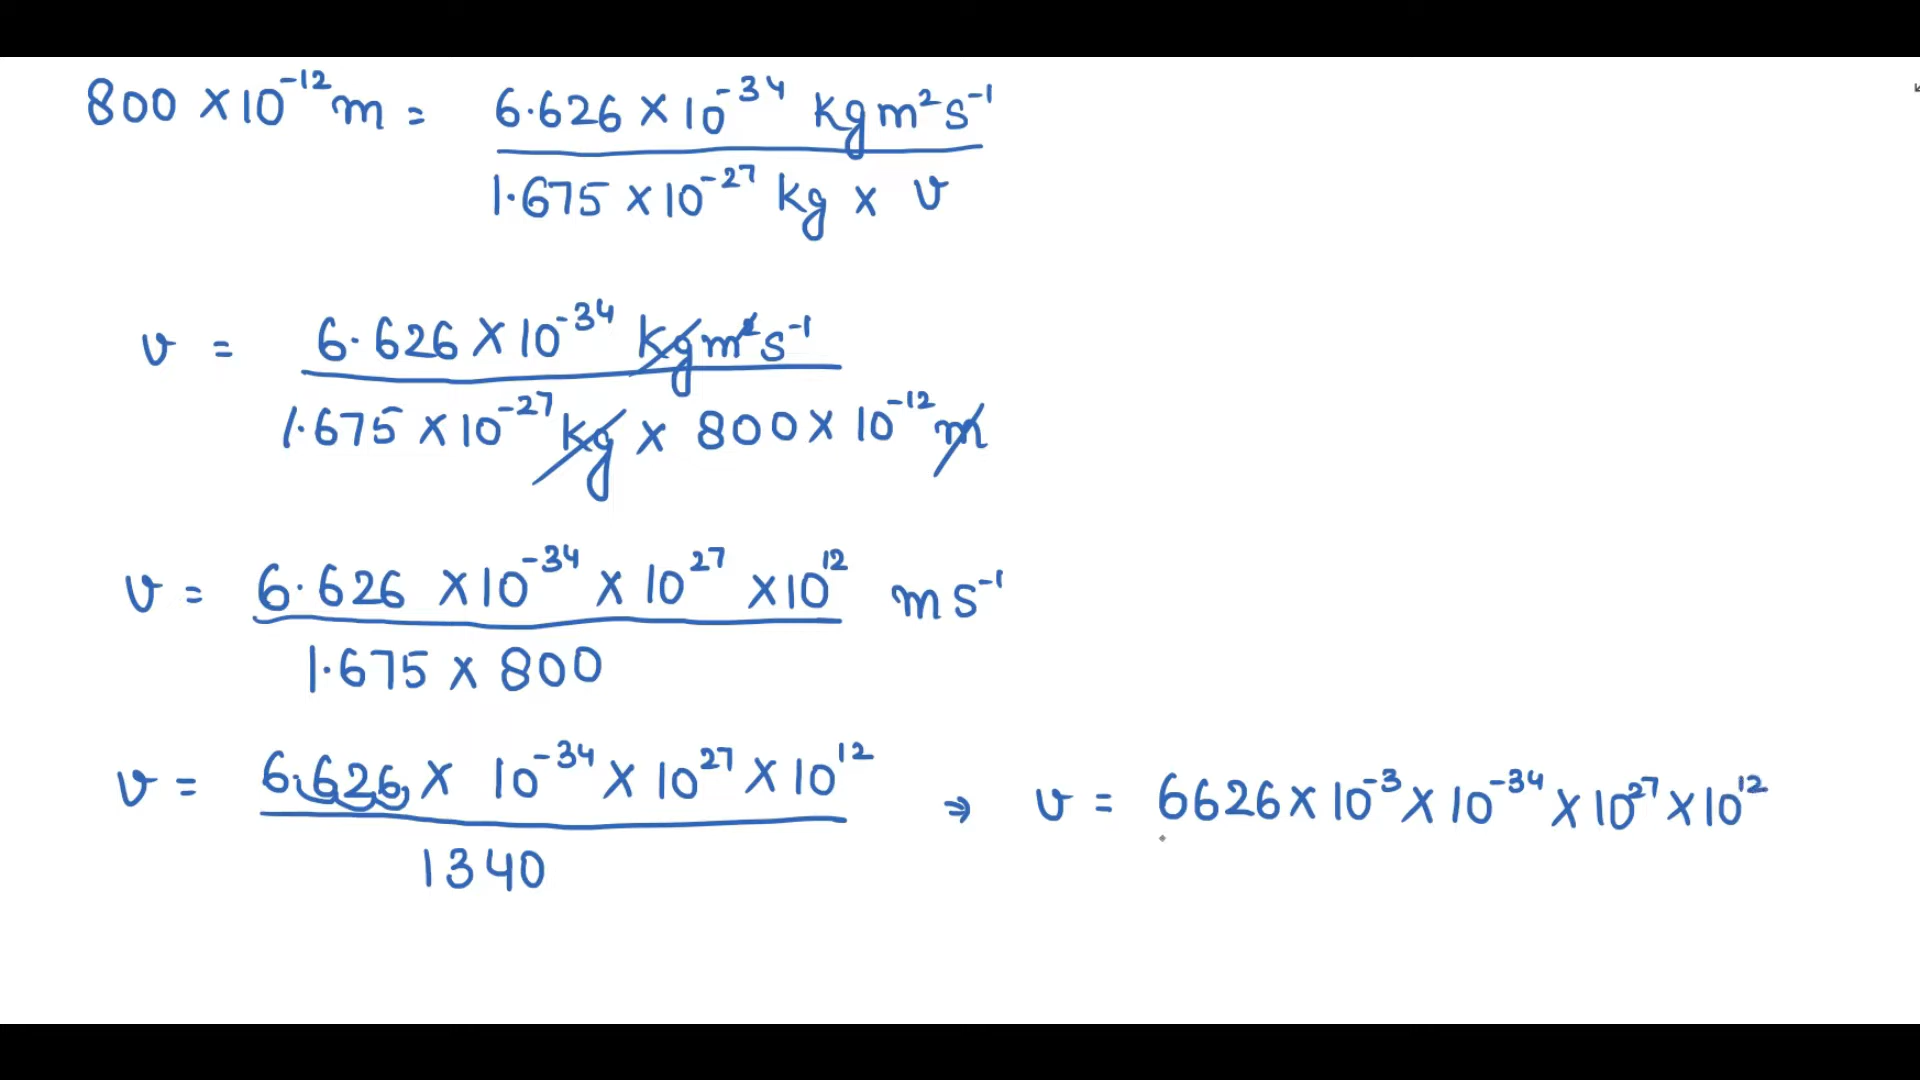 800 × 10⁻¹² m = 6.626 × 10⁻³⁴ kg m² s⁻¹
1.675 × 10⁻²⁷ kg × v
v = 6.626 × 10⁻³⁴ kg m² s⁻¹
1.675 × 10⁻²⁷ kg × 800 × 10⁻¹² m
v = 6.626 × 10⁻³⁴ × 10²⁷ × 10¹² m s⁻¹
1.675 × 800
v = 6.626 × 10⁻³⁴ × 10²⁷ × 10¹² ⇒ v = 6626 × 10⁻³ × 10⁻³⁴ × 10²⁷ × 10¹²
1340